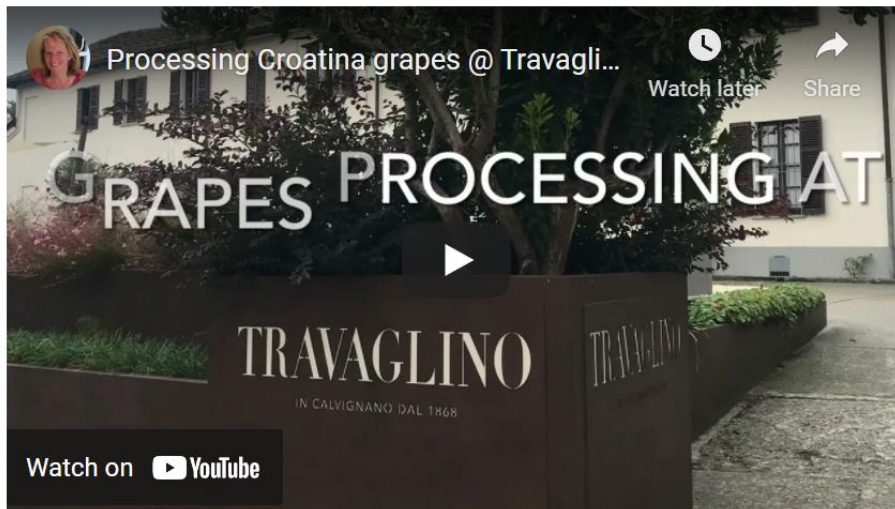 Processing Croatina grapes @ Travagli...
Watch later
Share
GRAPES PROCESSING AT
TRAVAGLINO
IN CALVIGNANO DAL 1868
TRAVAGLINO
Watch on YouTube